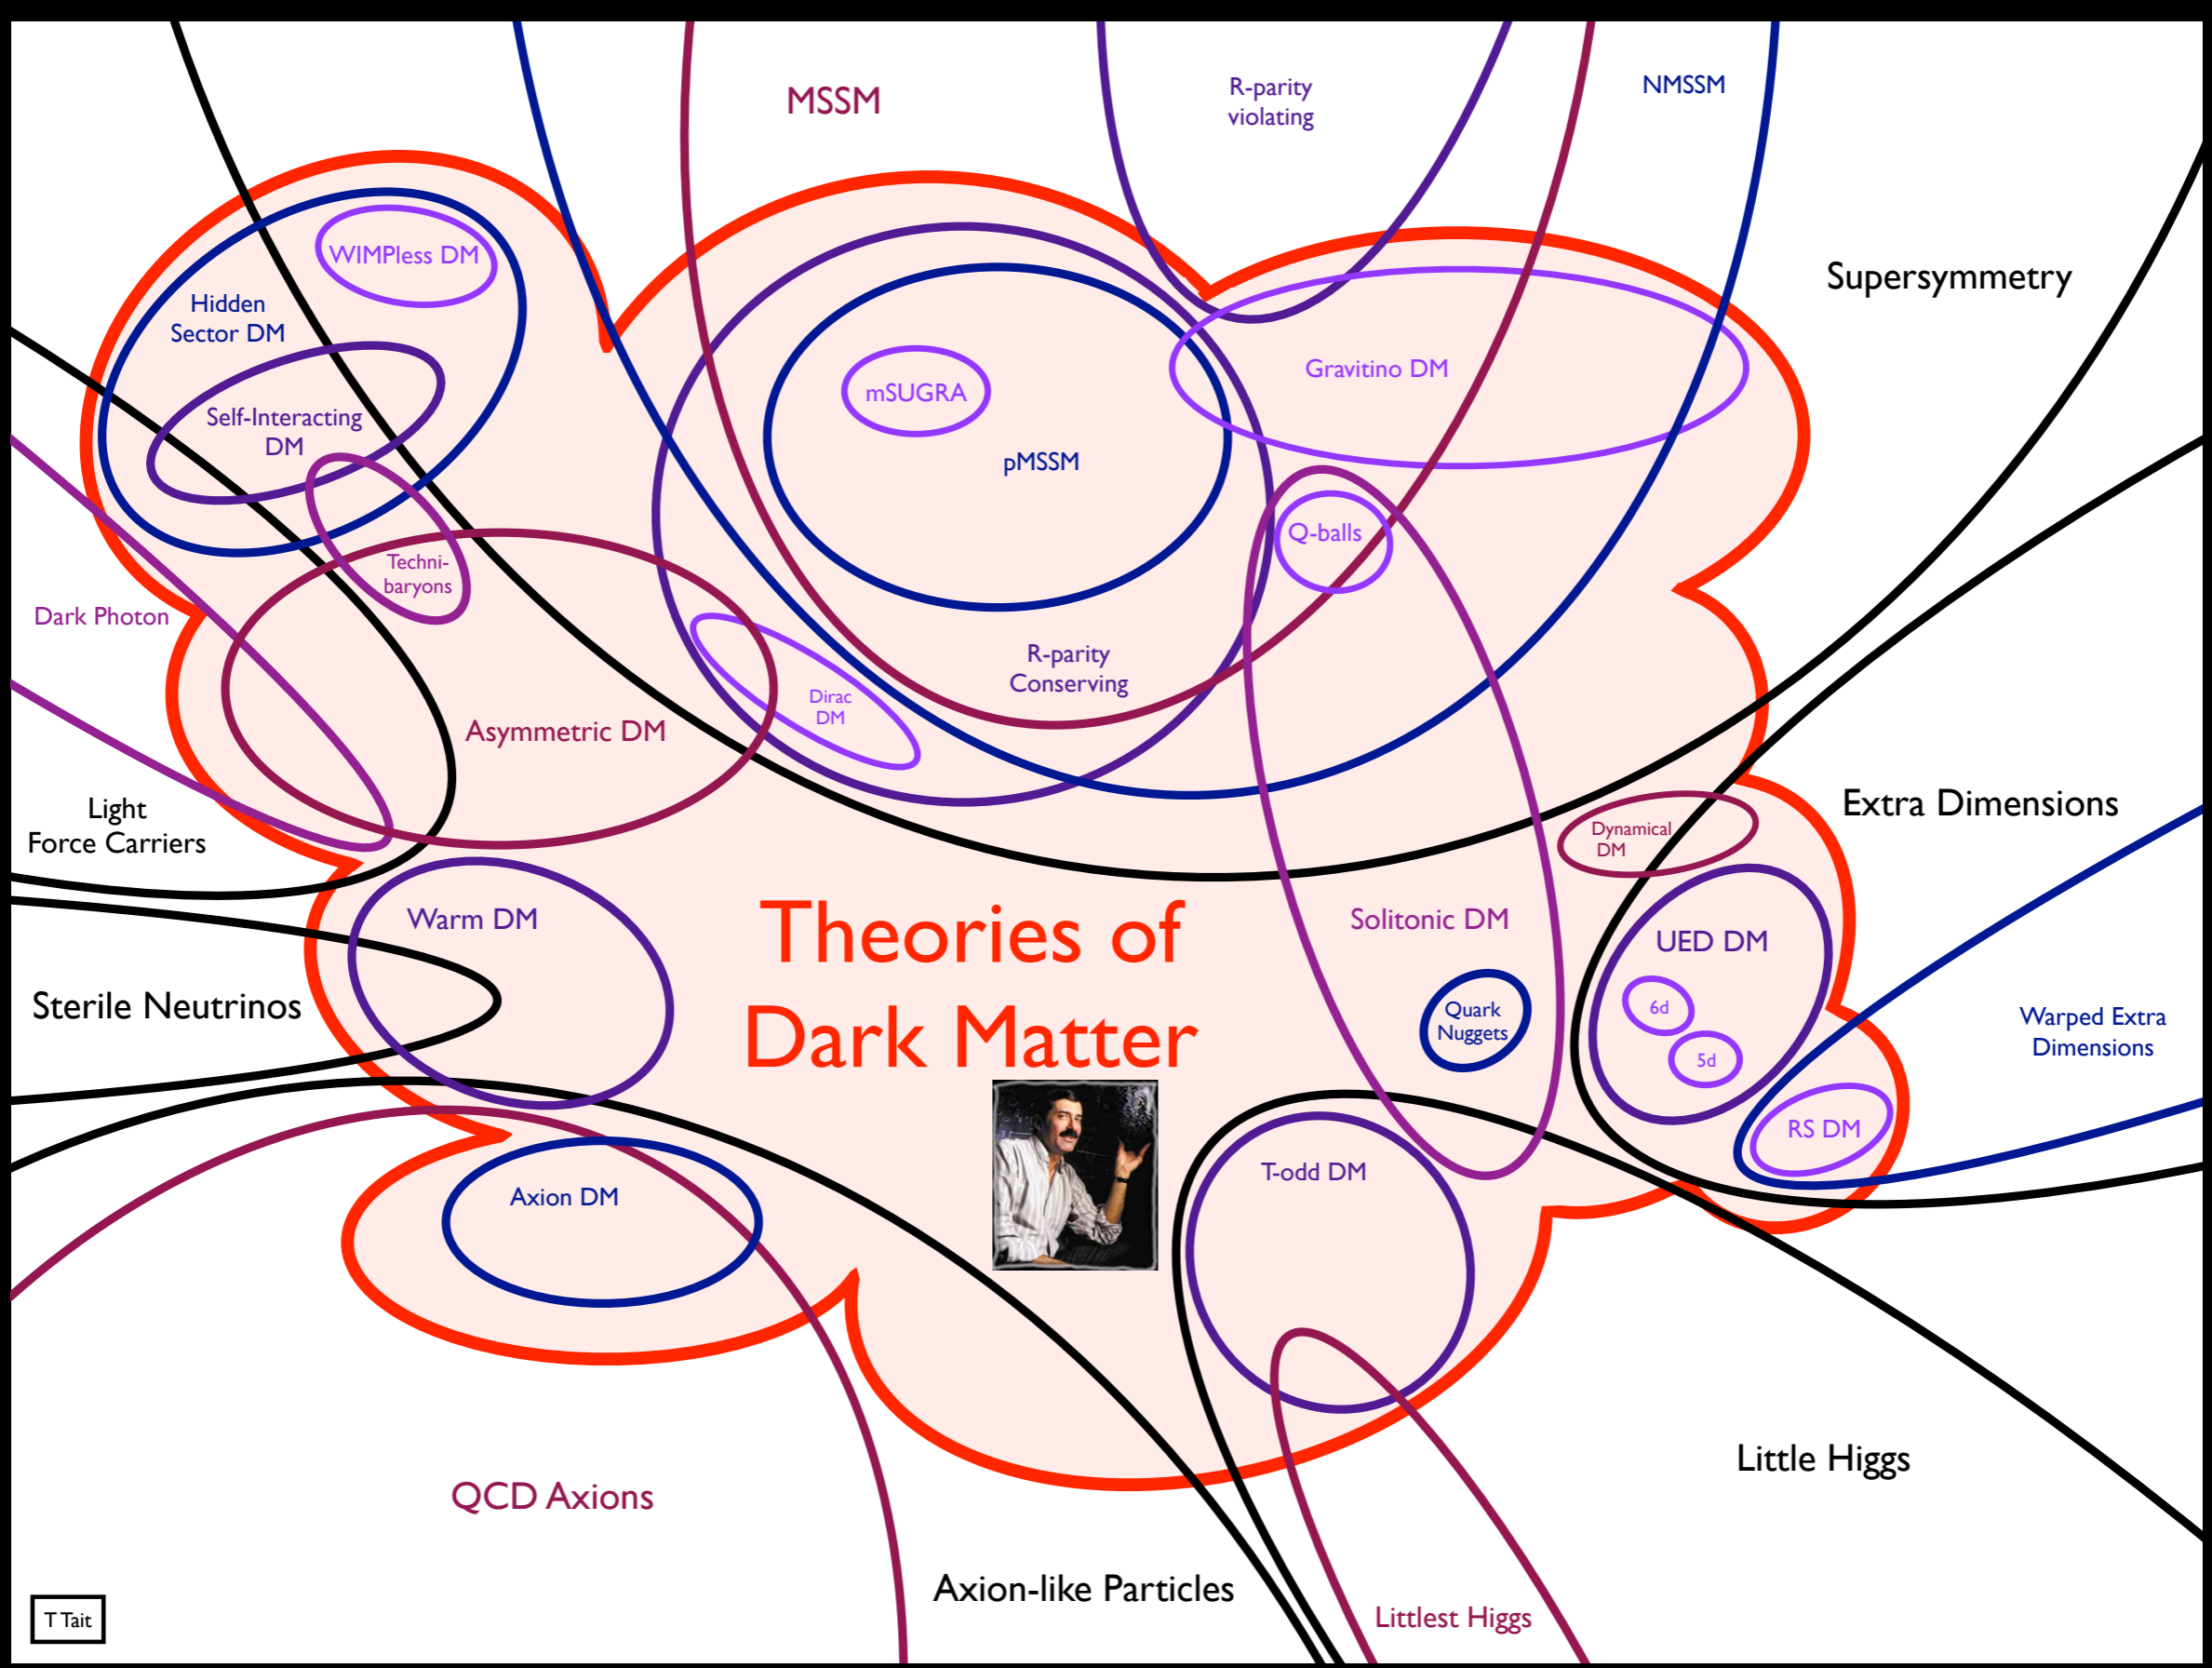 MSSM
R-parity
violating
NMSSM
Supersymmetry
WIMPless DM
Hidden
Sector DM
Self-Interacting
DM
Gravitino DM
mSUGRA
pMSSM
Q-balls
Techni-
baryons
Dark Photon
R-parity
Conserving
Dirac
DM
Asymmetric DM
Light
Force Carriers
Extra Dimensions
Dynamical
DM
Warm DM
Theories of
Dark Matter
Solitonic DM
UED DM
Sterile Neutrinos
Quark
Nuggets
6d
5d
Warped Extra
Dimensions
RS DM
T-odd DM
Axion DM
Little Higgs
QCD Axions
Axion-like Particles
Littlest Higgs
T Tait